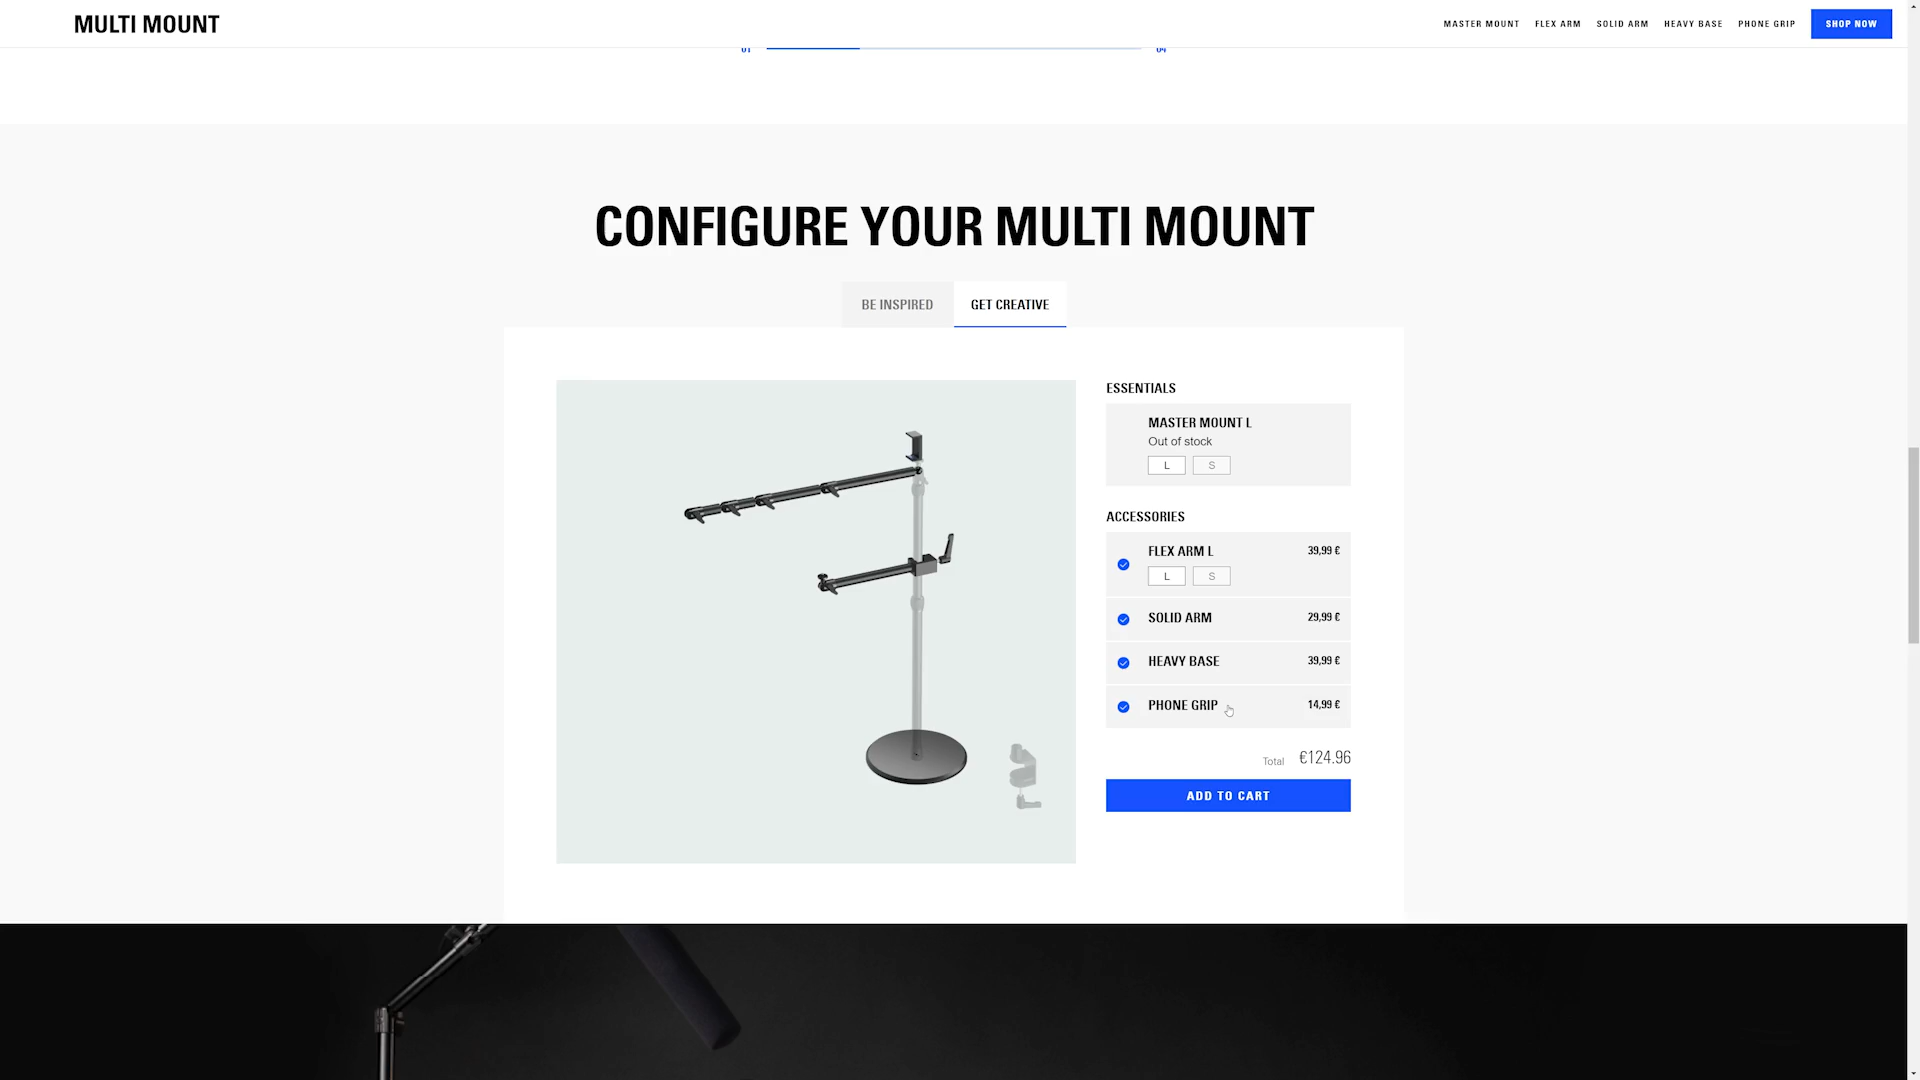 MULTI MOUNT
MASTER MOUNT FLEX ARM SOLID ARM HEAVY BASE PHONE GRIP SHOP NOW
01 04
CONFIGURE YOUR MULTI MOUNT
BE INSPIRED GET CREATIVE
ESSENTIALS
MASTER MOUNT L
Out of stock
L S
ACCESSORIES
FLEX ARM L 39,99 €
L S
SOLID ARM 29,99 €
HEAVY BASE 39,99 €
PHONE GRIP 14,99 €
Total €124.96
ADD TO CART